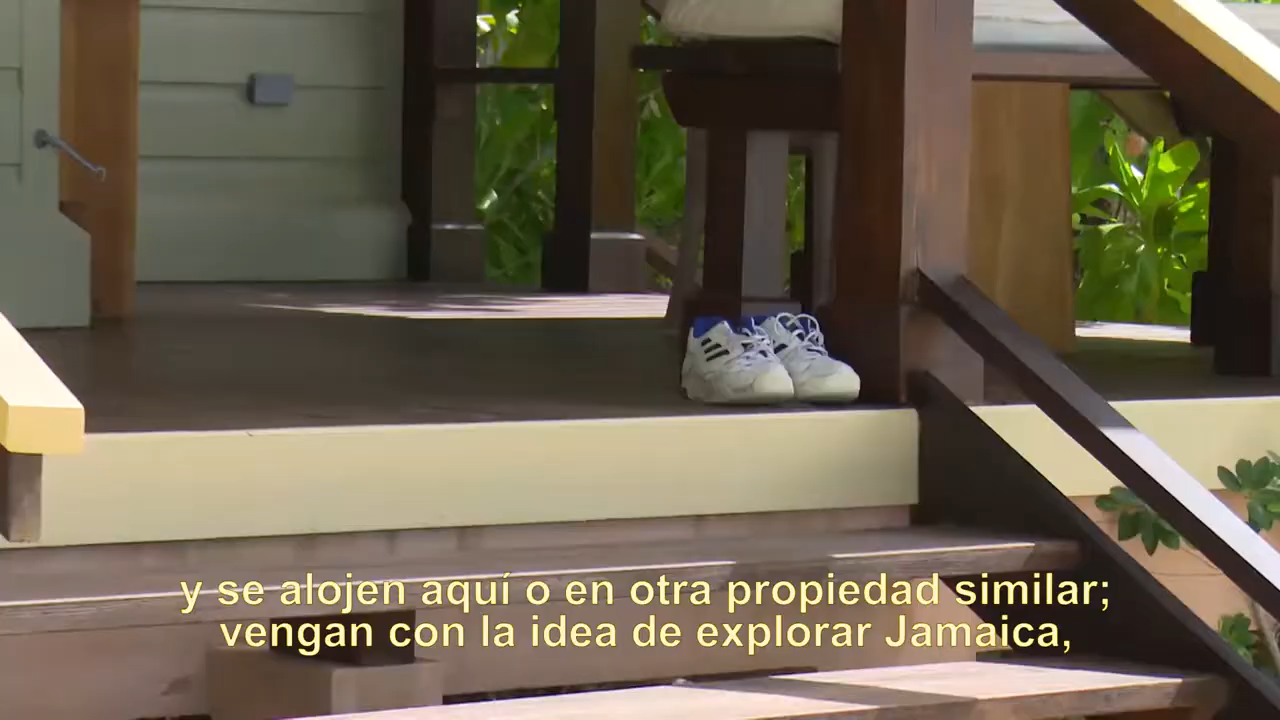 y se alojen aquí o en otra propiedad similar;
vengan con la idea de explorar Jamaica,